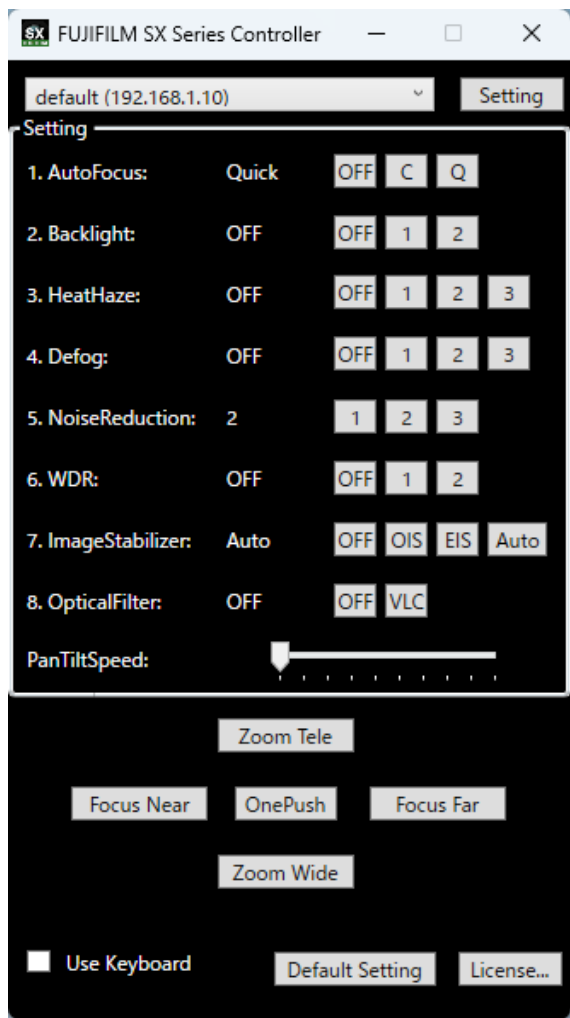 SX FUJIFILM SX Series Controller
default (192.168.1.10) Setting
Setting
1. AutoFocus: Quick OFF C Q
2. Backlight: OFF OFF 1 2
3. HeatHaze: OFF OFF 1 2 3
4. Defog: OFF OFF 1 2 3
5. NoiseReduction: 2 1 2 3
6. WDR: OFF OFF 1 2
7. ImageStabilizer: Auto OFF OIS EIS Auto
8. OpticalFilter: OFF OFF VLC
PanTiltSpeed:
Zoom Tele
Focus Near OnePush Focus Far
Zoom Wide
Use Keyboard Default Setting License...